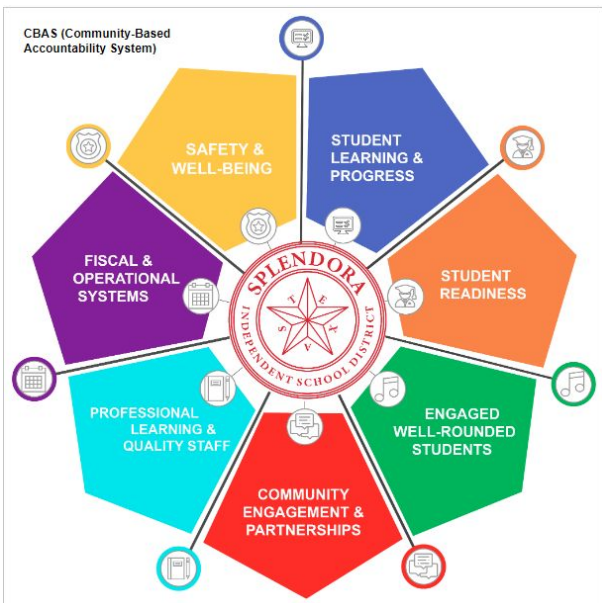 CBAS (Community-Based
Accountability System)
SAFETY &
WELL-BEING
STUDENT
LEARNING &
PROGRESS
FISCAL &
OPERATIONAL
SYSTEMS
STUDENT
READINESS
SPLENDORA
TEXAS
INDEPENDENT SCHOOL DISTRICT
PROFESSIONAL
LEARNING &
QUALITY STAFF
ENGAGED
WELL-ROUNDED
STUDENTS
COMMUNITY
ENGAGEMENT &
PARTNERSHIPS